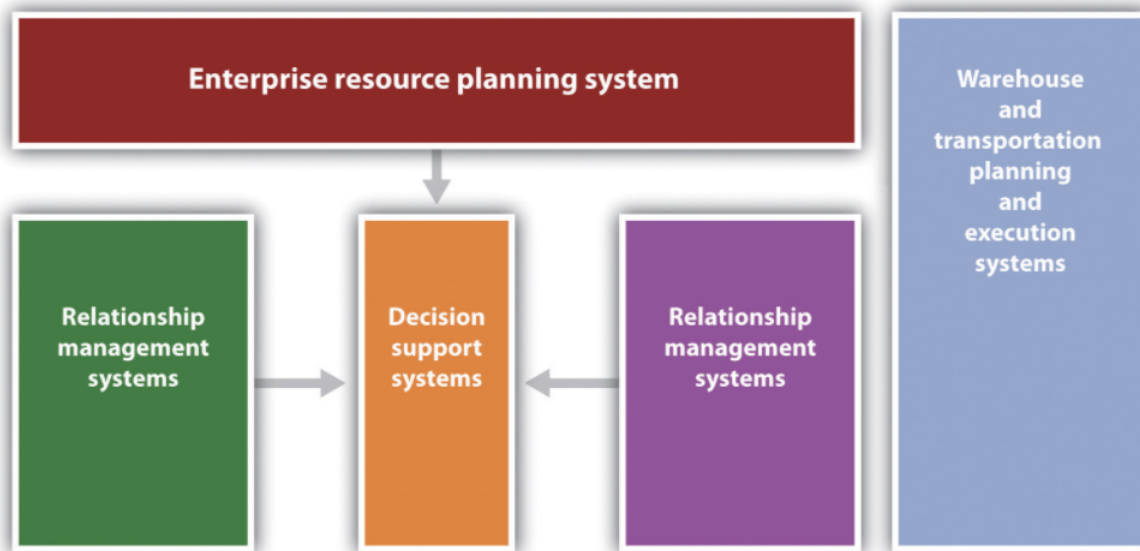 Enterprise resource planning system
Warehouse
and
transportation
planning
and
execution
systems
Relationship
management
systems
Decision
support
systems
Relationship
management
systems